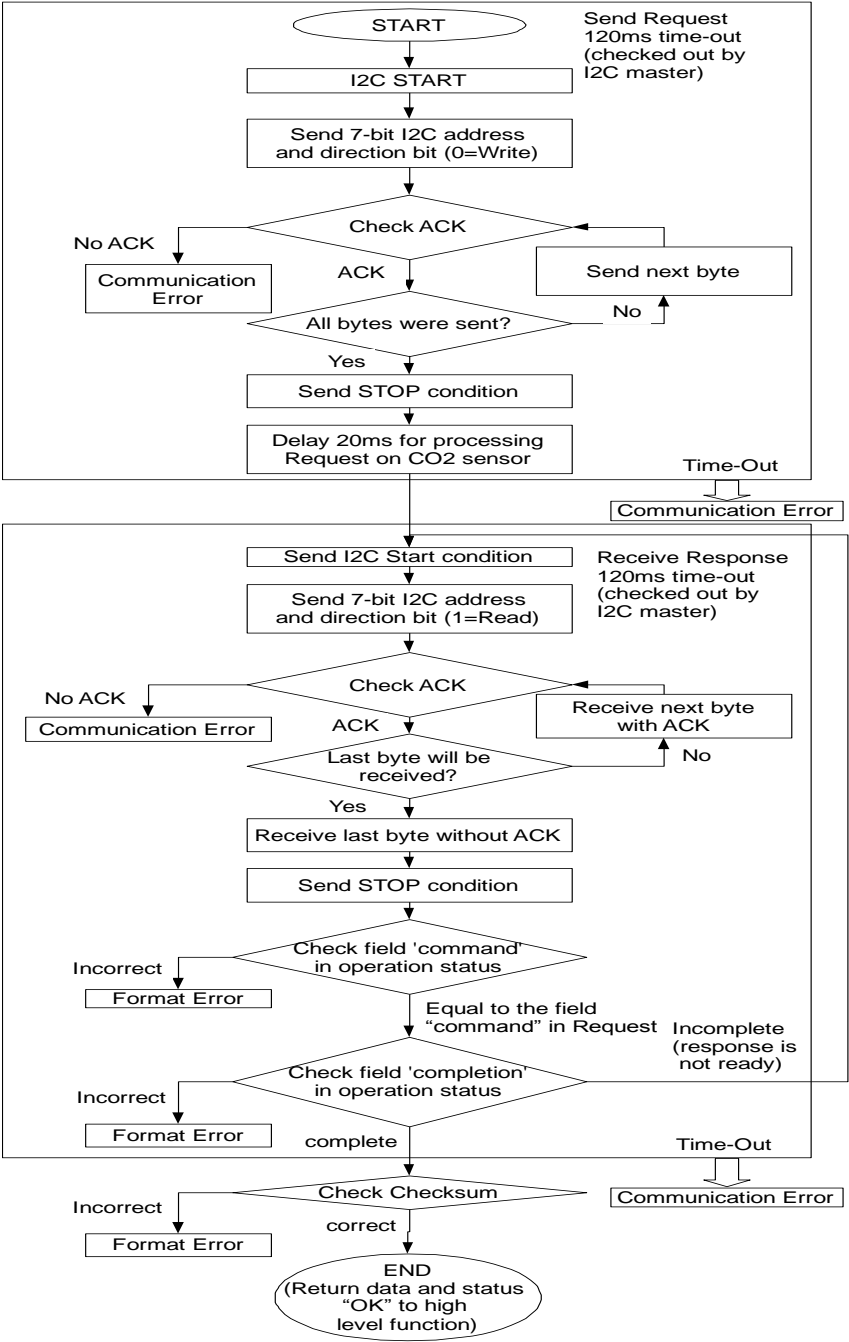 START
Send Request
120ms time-out
(checked out by
I2C master)
I2C START
Send 7-bit I2C address
and direction bit (0=Write)
Check ACK
No ACK
Communication
Error
ACK
Send next byte
All bytes were sent?
No
Yes
Send STOP condition
Delay 20ms for processing
Request on CO2 sensor
Time-Out
Communication Error
Send I2C Start condition
Receive Response
120ms time-out
(checked out by
I2C master)
Send 7-bit I2C address
and direction bit (1=Read)
Check ACK
No ACK
Communication Error
ACK
Receive next byte
with ACK
Last byte will be
received?
No
Yes
Receive last byte without ACK
Send STOP condition
Check field 'command'
in operation status
Incorrect
Format Error
Equal to the field
“command” in Request
Incomplete
(response is
not ready)
Check field 'completion'
in operation status
Incorrect
Format Error
complete
Time-Out
Communication Error
Check Checksum
Incorrect
Format Error
correct
END
(Return data and status
“OK” to high
level function)